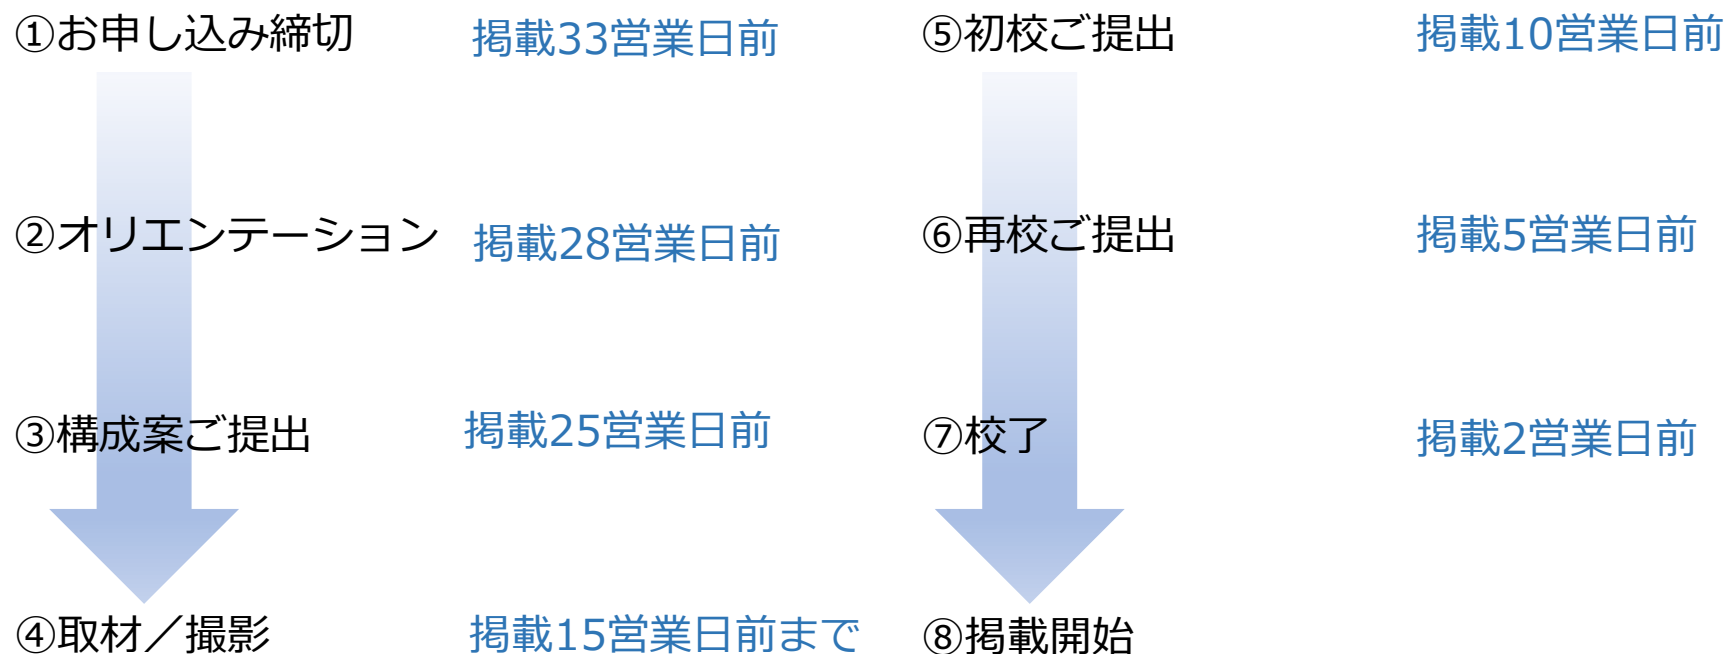 ①お申し込み締切 掲載33営業日前
②オリエンテーション 掲載28営業日前
③構成案ご提出 掲載25営業日前
④取材／撮影 掲載15営業日前まで
⑤初校ご提出 掲載10営業日前
⑥再校ご提出 掲載5営業日前
⑦校了 掲載2営業日前
⑧掲載開始